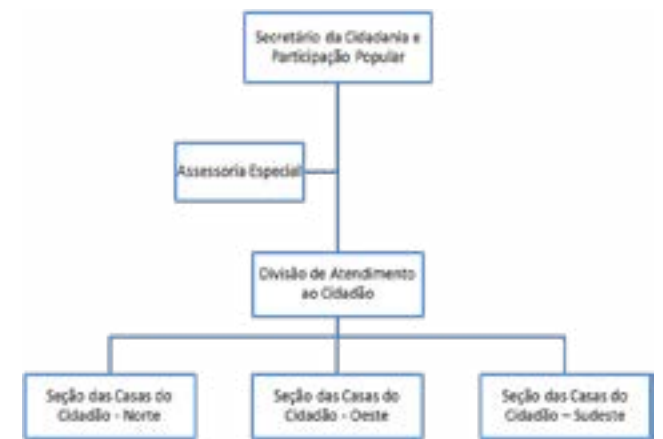 Secretário da Cidadania e
Participação Popular
Assessoria Especial
Divisão de Atendimento
ao Cidadão
Seção das Casas do
Cidadão - Norte
Seção das Casas do
Cidadão - Oeste
Seção das Casas do
Cidadão – Sudeste